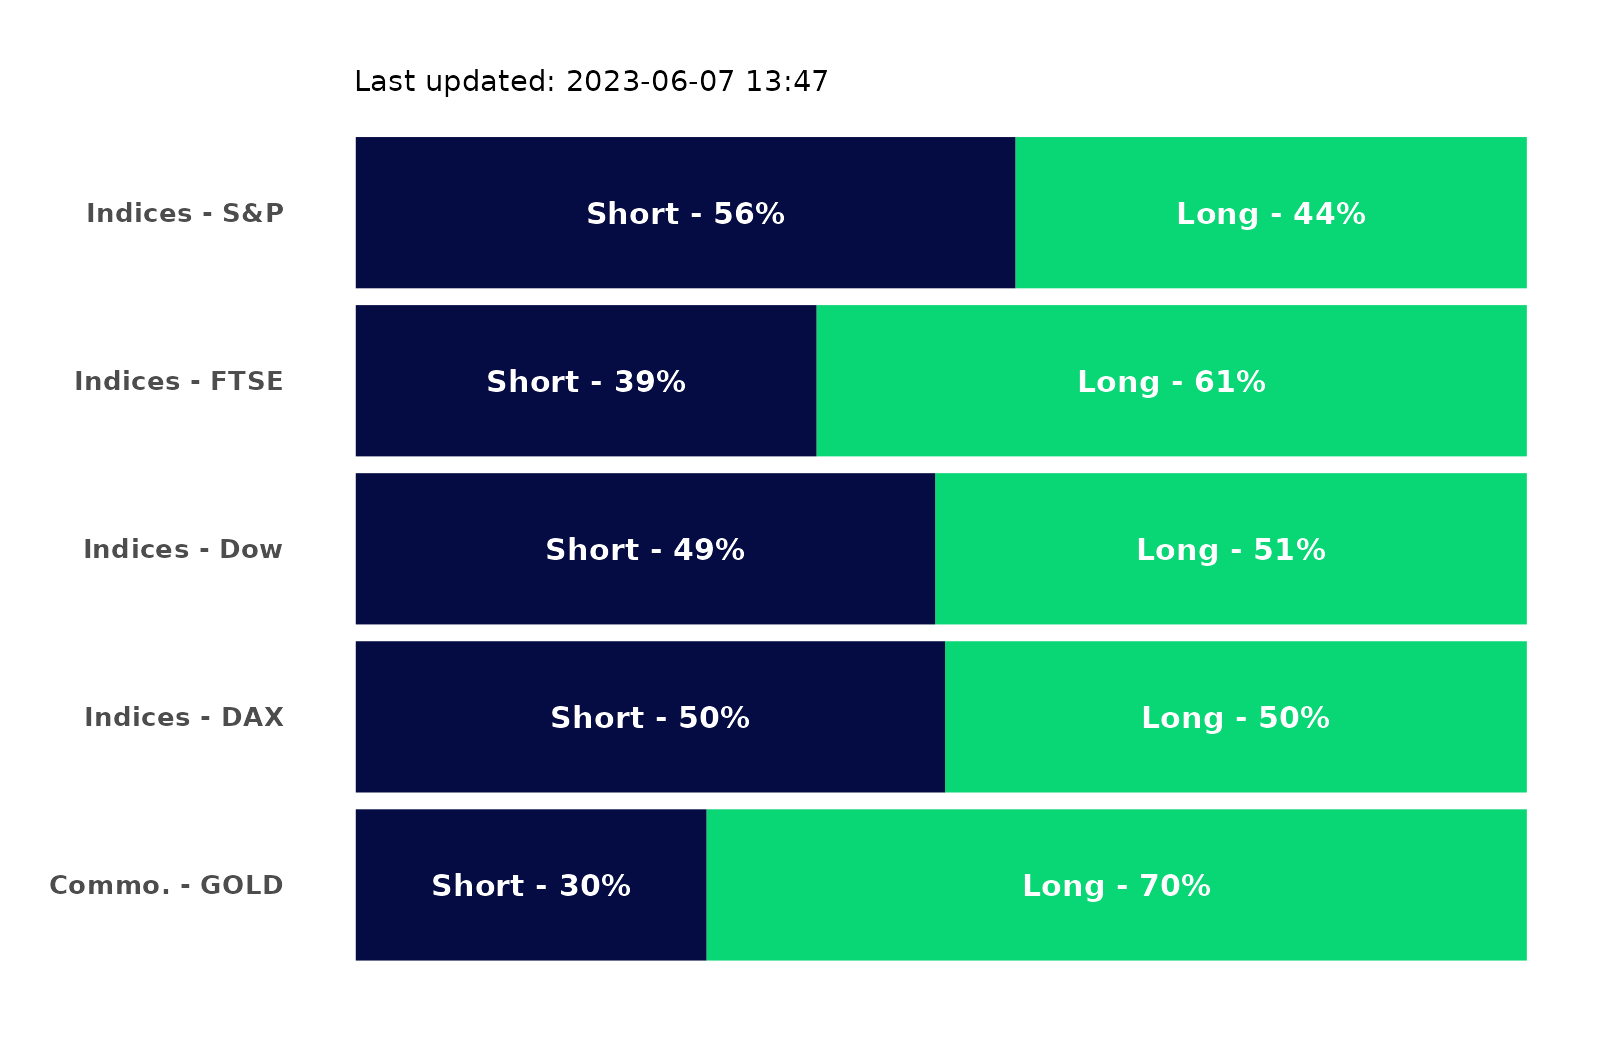 Last updated: 2023-06-07 13:47
Indices - S&P Short - 56% Long - 44%
Indices - FTSE Short - 39% Long - 61%
Indices - Dow Short - 49% Long - 51%
Indices - DAX Short - 50% Long - 50%
Commo. - GOLD Short - 30% Long - 70%